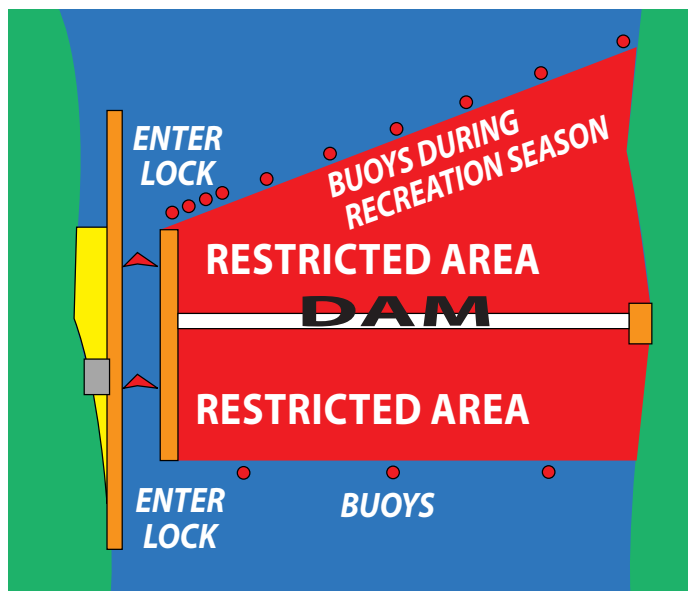 ENTER
LOCK
BUOYS DURING
RECREATION SEASON
RESTRICTED AREA
DAM
RESTRICTED AREA
ENTER
LOCK
BUOYS